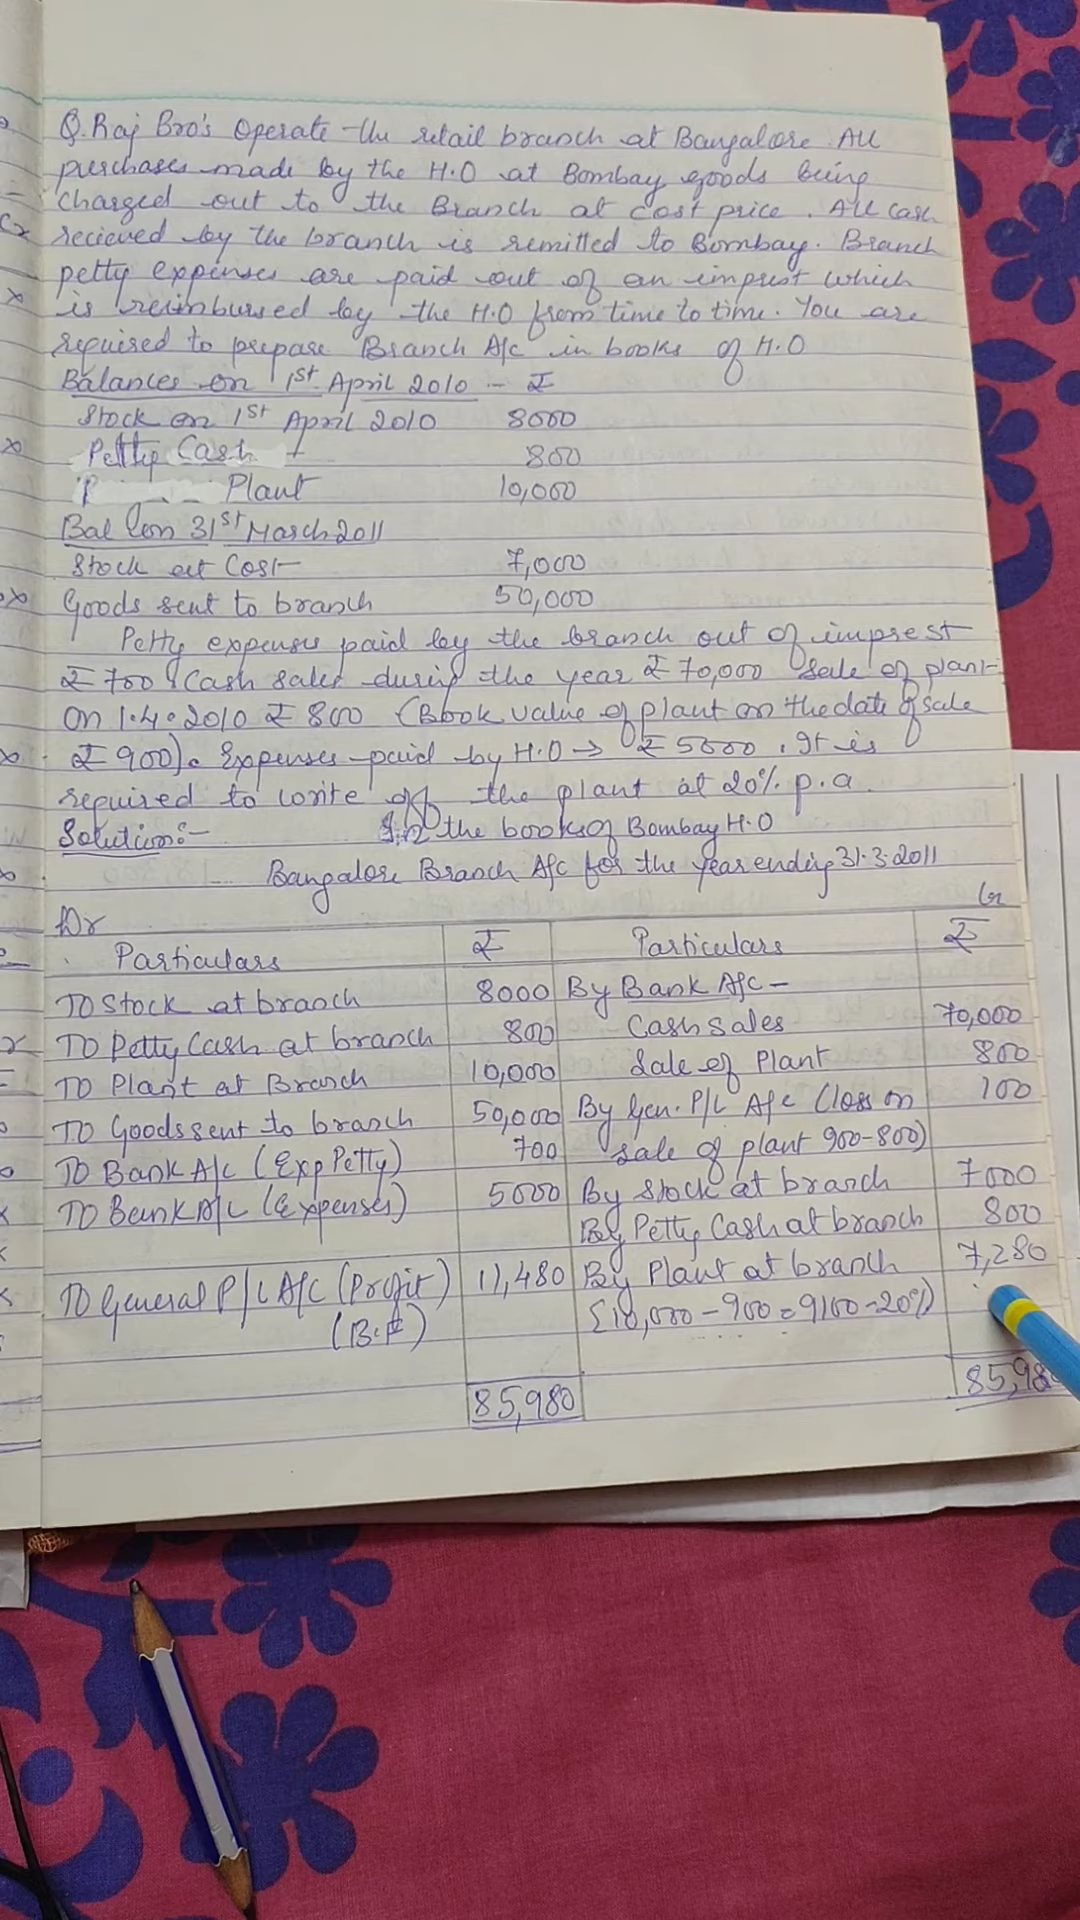 Q. Raj Bro's Operate the retail branch at Bangalore. All
purchases made by the H.O at Bombay goods being
charged out to the Branch at cost price. All cash
recieved by the branch is remitted to Bombay. Branch
petty expenses are paid out of an imprest which
is reimbursed by the H.O from time to time. You are
required to prepare Branch A/c in books of H.O
Balances on 1st April 2010 - ₹
Stock on 1st April 2010 8000
Petty Cash 800
Plant 10,000
Bal on 31st March 2011
Stock at Cost 7,000
Goods sent to branch 50,000
Petty expenses paid by the branch out of imprest
₹ 700 Cash sales during the year ₹ 70,000 Sale of plant
on 1.4.2010 ₹ 800 (Book value of plant on the date of sale
₹ 900). Expenses paid by H.O → ₹ 5000. It is
required to write off the plant at 20% p.a.
Solution:- In the books of Bombay H.O
Bangalore Branch A/c for the year ending 31.3.2011
Dr Cr
Particulars ₹ Particulars ₹
To Stock at branch 8000 By Bank A/c -
To Petty Cash at branch 800 Cash sales 70,000
To Plant at Branch 10,000 Sale of Plant 800
To Goods sent to branch 50,000 By Gen. P/L A/c (loss on 100
To Bank A/c (Exp Petty) 700 sale of plant 900-800)
To Bank A/c (Expenses) 5000 By Stock at branch 7000
By Petty Cash at branch 800
To General P/L A/c (Profit) 11,480 By Plant at branch 7,280
(B.F) {10,000 - 900 = 9100 - 20%)
85,980 85,98